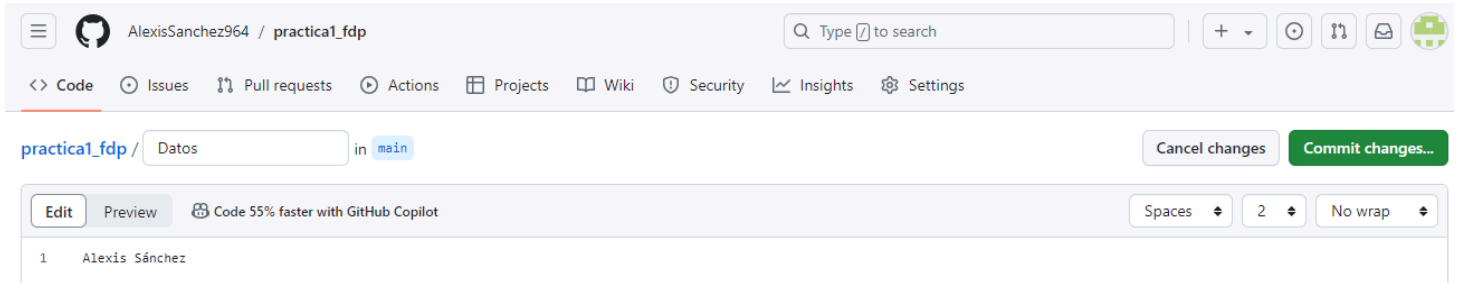 AlexisSanchez964 / practica1_fdp
Type / to search
Code Issues Pull requests Actions Projects Wiki Security Insights Settings
practica1_fdp / Datos in main
Cancel changes Commit changes...
Edit Preview Code 55% faster with GitHub Copilot
Spaces 2 No wrap
1 Alexis Sánchez